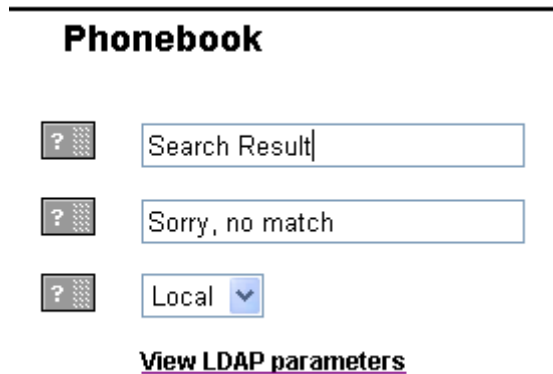 Phonebook
? Search Result
? Sorry, no match
? Local
View LDAP parameters